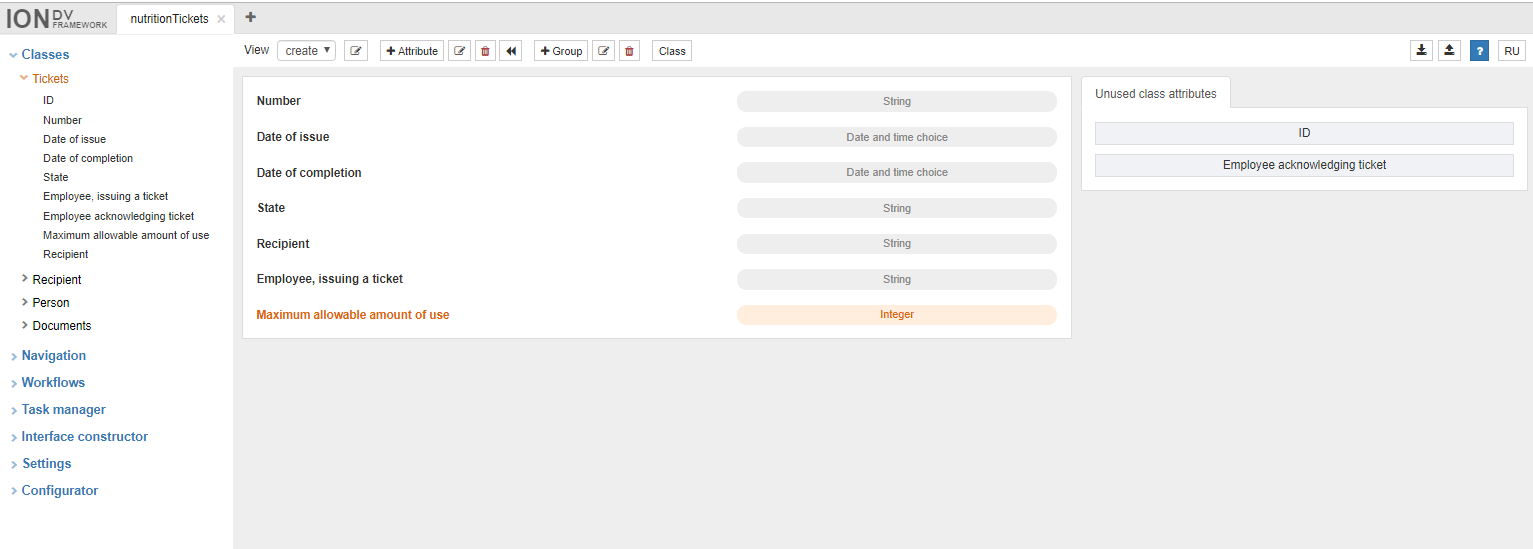 ION DV FRAMEWORK
nutritionTickets × +
Classes
Tickets
ID
Number
Date of issue
Date of completion
State
Employee, issuing a ticket
Employee acknowledging ticket
Maximum allowable amount of use
Recipient
Recipient
Person
Documents
Navigation
Workflows
Task manager
Interface constructor
Settings
Configurator
View create + Attribute + Group Class ? RU
Number String
Date of issue Date and time choice
Date of completion Date and time choice
State String
Recipient String
Employee, issuing a ticket String
Maximum allowable amount of use Integer
Unused class attributes
ID
Employee acknowledging ticket